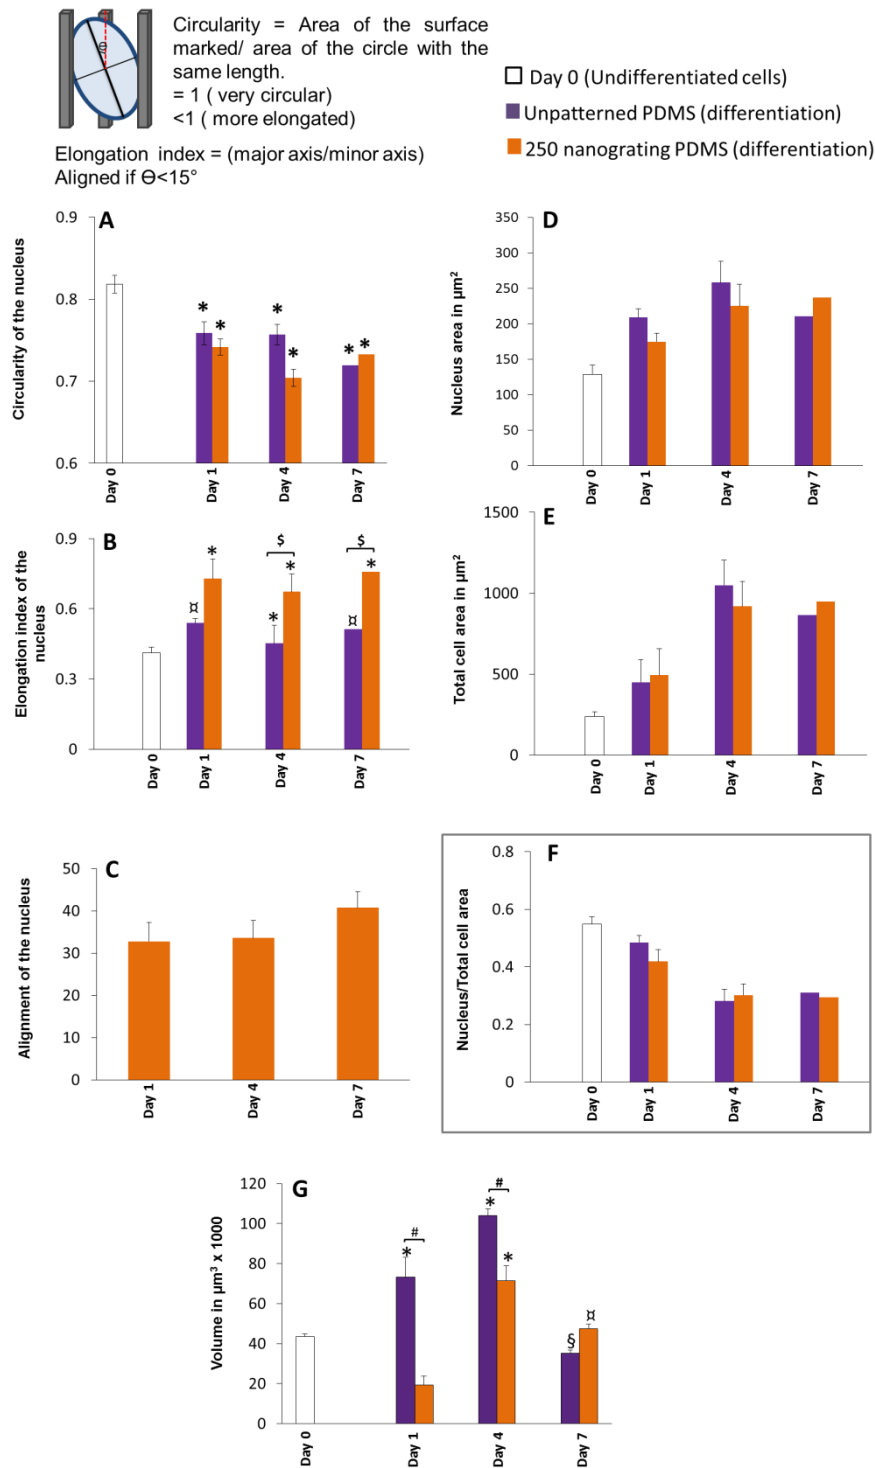 Circularity = Area of the surface
marked/ area of the circle with the
same length.
= 1 ( very circular)
<1 ( more elongated)
Ө
Elongation index = (major axis/minor axis)
Aligned if Ө<15°
Day 0 (Undifferentiated cells)
Unpatterned PDMS (differentiation)
250 nanograting PDMS (differentiation)
A
Circularity of the nucleus
0.9
0.8
0.7
0.6
* * * * * *
Day 0
Day 1
Day 4
Day 7
B
Elongation index of the
nucleus
0.9
0.6
0.3
0
¤ * * $ * ¤ $ *
Day 0
Day 1
Day 4
Day 7
C
Alignment of the nucleus
50
40
30
20
10
0
Day 1
Day 4
Day 7
D
Nucleus area in µm²
350
300
250
200
150
100
50
0
Day 0
Day 1
Day 4
Day 7
E
Total cell area in µm²
1500
1000
500
0
Day 0
Day 1
Day 4
Day 7
F
Nucleus/Total cell area
0.8
0.6
0.4
0.2
0
Day 0
Day 1
Day 4
Day 7
G
Volume in µm³ x 1000
120
100
80
60
40
20
0
* # * # * § ¤
Day 0
Day 1
Day 4
Day 7